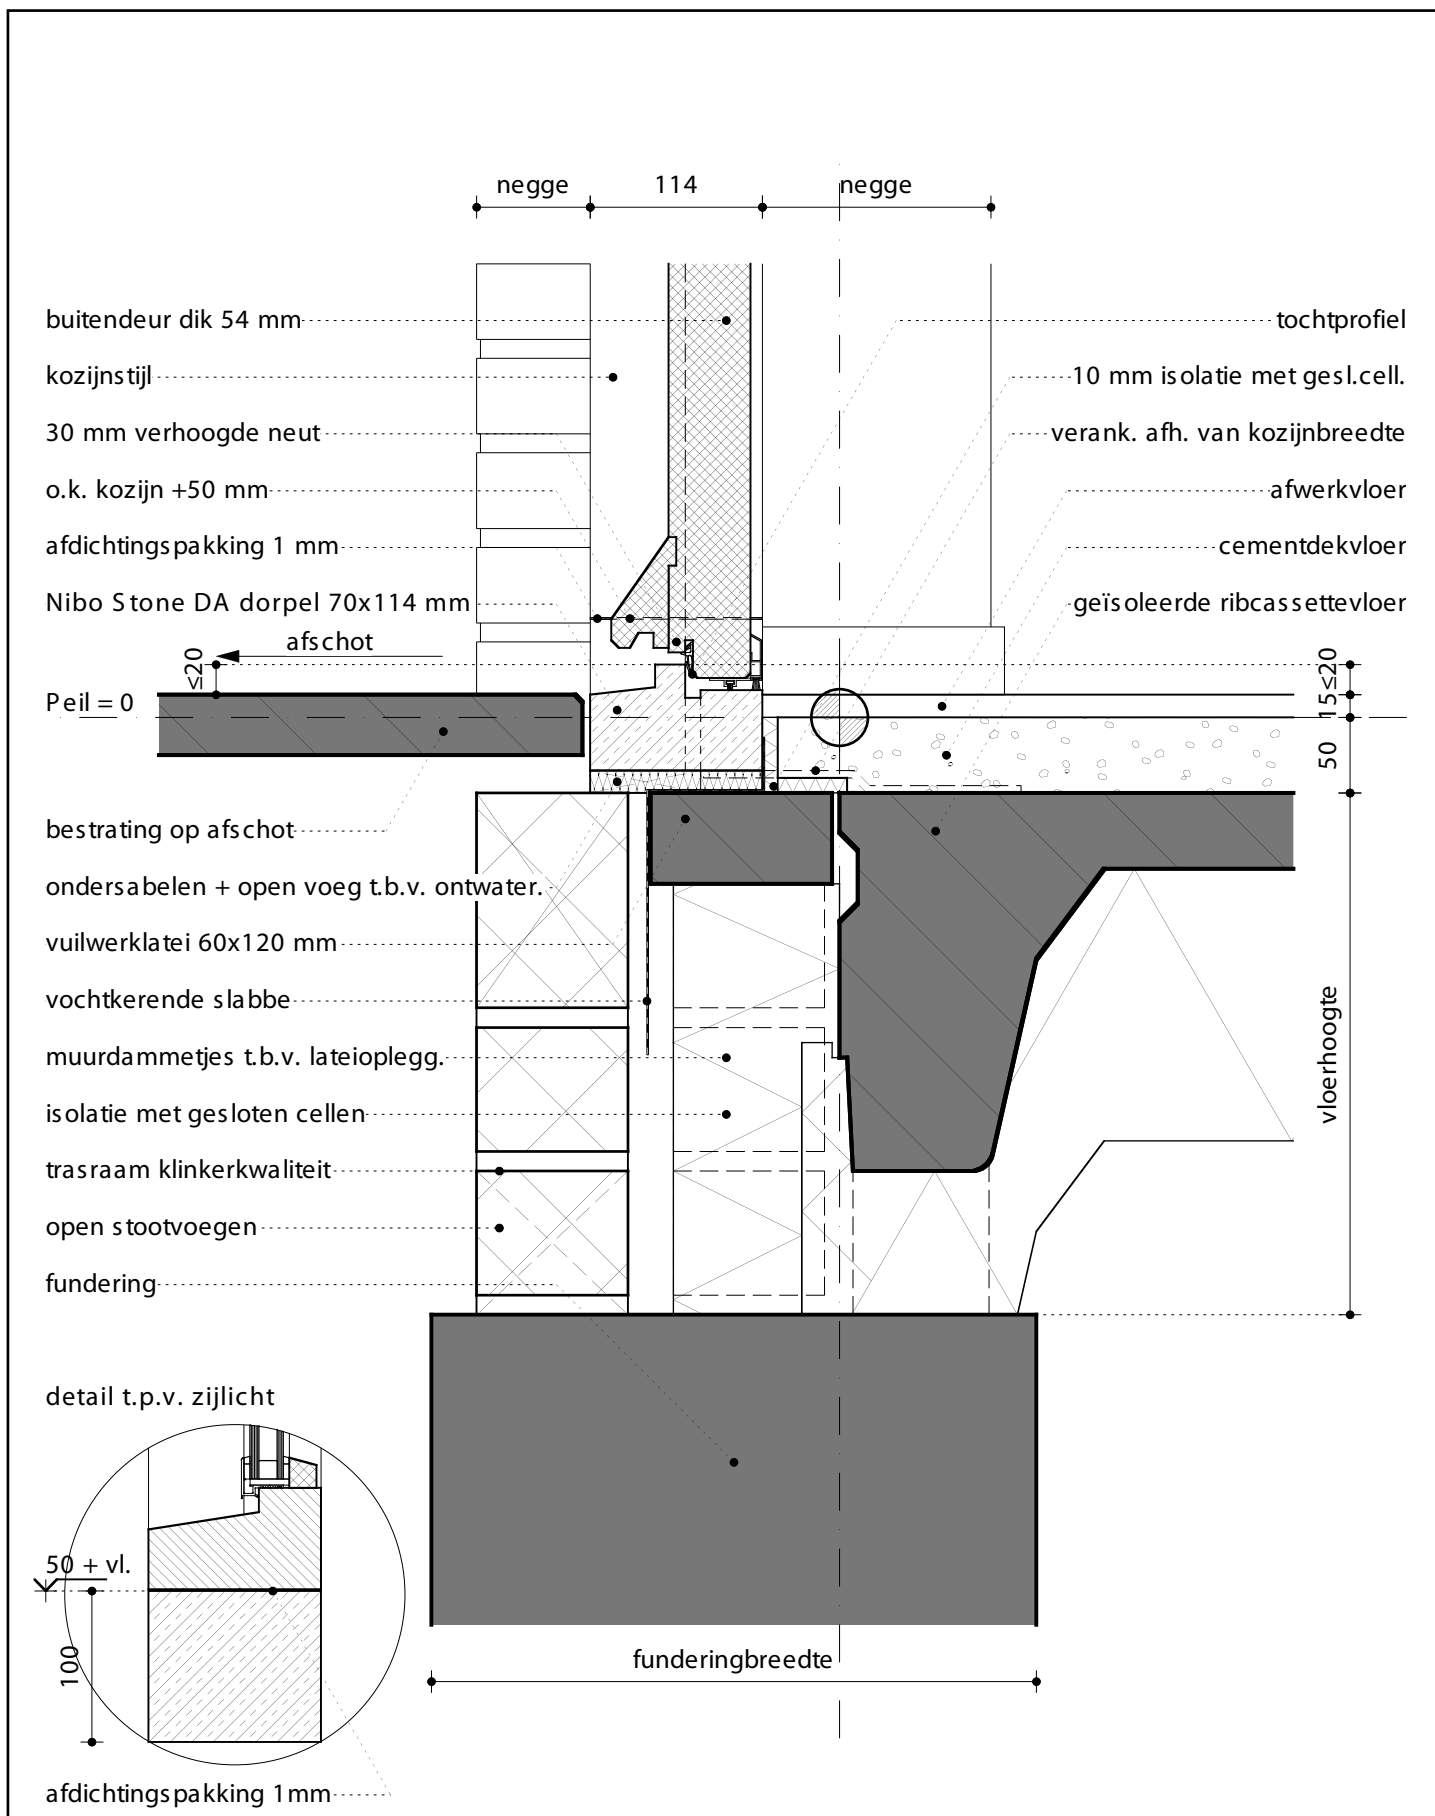 negge
114
negge
buitendeur dik 54 mm
kozijnstijl
30 mm verhoogde neut
o.k. kozijn +50 mm
afdichtingspakking 1 mm
Nibo Stone DA dorpel 70x114 mm
afschot
≤20
Peil = 0
tochtprofiel
10 mm isolatie met gesl.cell.
verank. afh. van kozijnbreedte
afwerkvloer
cementdekvloer
geïsoleerde ribcassettevloer
15≤20
50
vloerhoogte
bestrating op afschot
ondersabelen + open voeg t.b.v. ontwater.
vuilwerklatei 60x120 mm
vochtkerende slabbe
muurdammetjes t.b.v. lateioplegg.
isolatie met gesloten cellen
trasraam klinkerkwaliteit
open stootvoegen
fundering
detail t.p.v. zijlicht
50 + vl.
100
afdichtingspakking 1mm
funderingbreedte